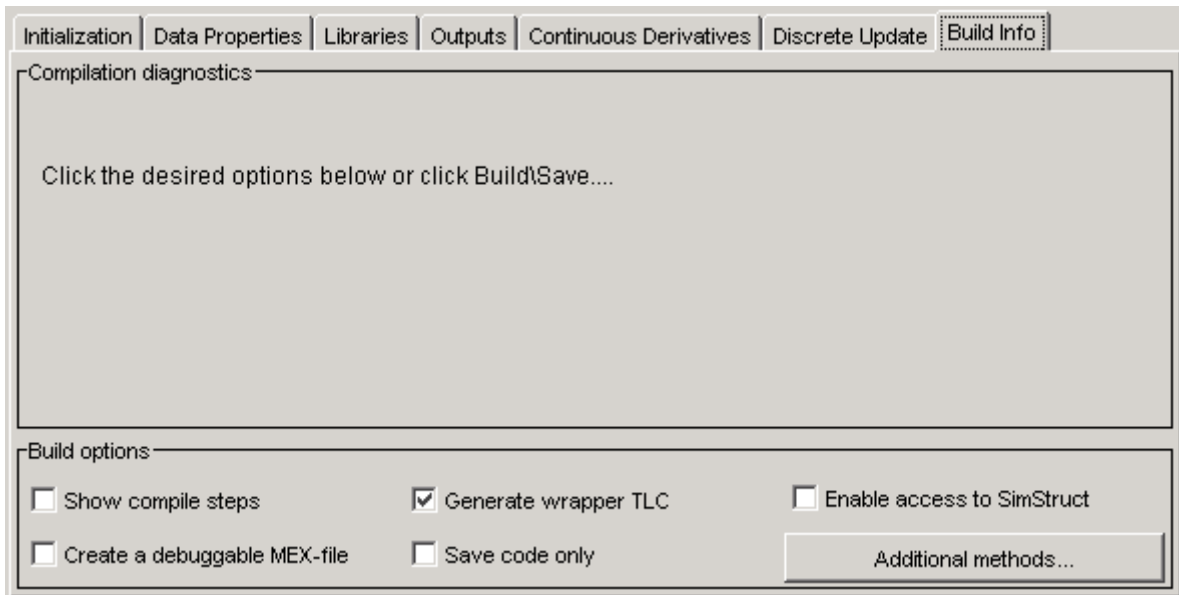 Initialization Data Properties Libraries Outputs Continuous Derivatives Discrete Update Build Info
Compilation diagnostics
Click the desired options below or click Build\Save....
Build options
Show compile steps Generate wrapper TLC Enable access to SimStruct
Create a debuggable MEX-file Save code only Additional methods...